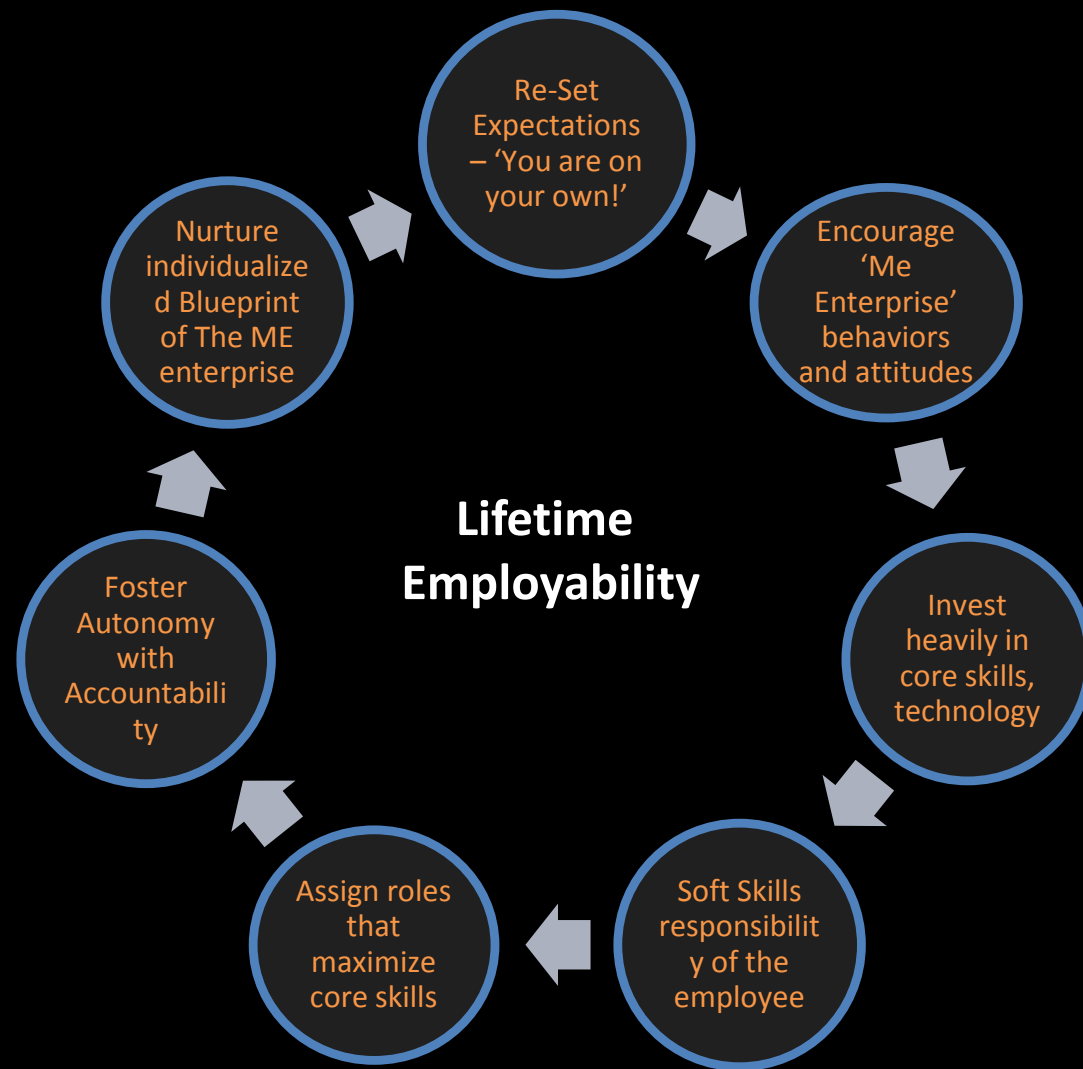 Re-Set
Expectations
– ‘You are on
your own!’
Encourage
‘Me
Enterprise’
behaviors
and attitudes
Invest
heavily in
core skills,
technology
Soft Skills
responsibilit
y of the
employee
Assign roles
that
maximize
core skills
Foster
Autonomy
with
Accountabili
ty
Nurture
individualize
d Blueprint
of The ME
enterprise
Lifetime
Employability